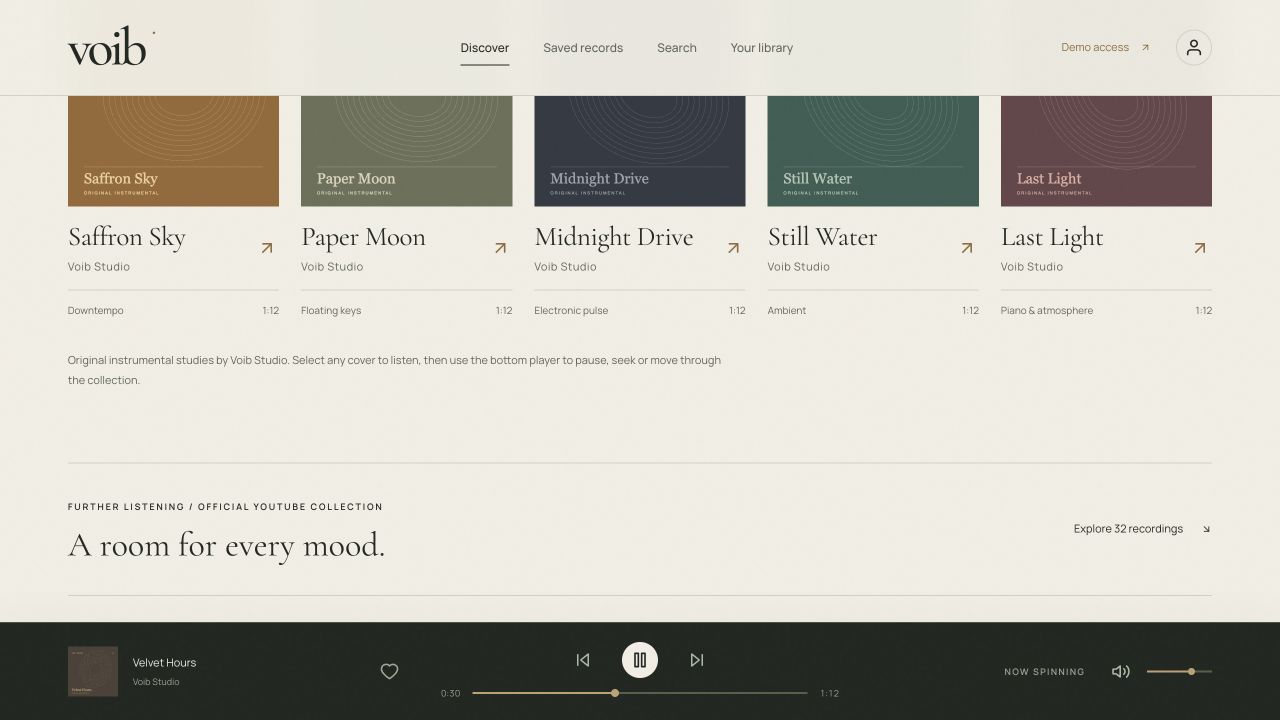 voib
Discover
Saved records
Search
Your library
Demo access
Saffron Sky
ORIGINAL INSTRUMENTAL
Paper Moon
ORIGINAL INSTRUMENTAL
Midnight Drive
ORIGINAL INSTRUMENTAL
Still Water
ORIGINAL INSTRUMENTAL
Last Light
ORIGINAL INSTRUMENTAL
Saffron Sky
Voib Studio
Downtempo 1:12
Paper Moon
Voib Studio
Floating keys 1:12
Midnight Drive
Voib Studio
Electronic pulse 1:12
Still Water
Voib Studio
Ambient 1:12
Last Light
Voib Studio
Piano & atmosphere 1:12
Original instrumental studies by Voib Studio. Select any cover to listen, then use the bottom player to pause, seek or move through
the collection.
FURTHER LISTENING / OFFICIAL YOUTUBE COLLECTION
A room for every mood.
Explore 32 recordings
Velvet Hours
Voib Studio
0:30
1:12
NOW SPINNING